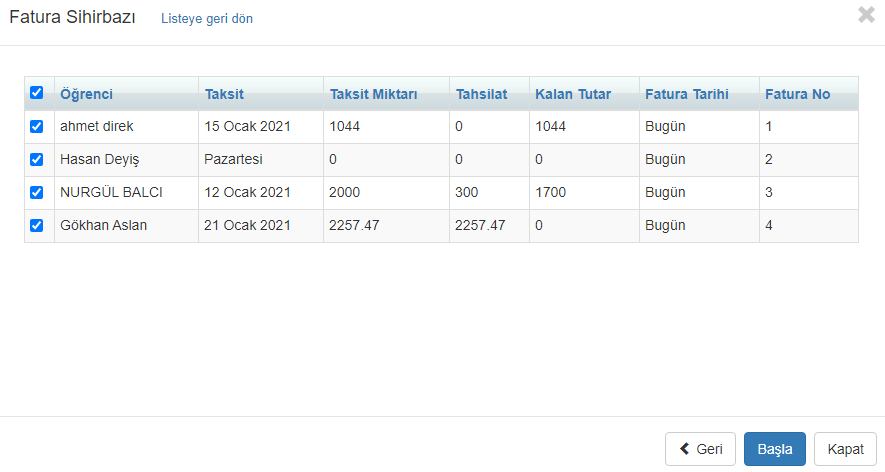 Fatura Sihirbazı Listeye geri dön
Öğrenci Taksit Taksit Miktarı Tahsilat Kalan Tutar Fatura Tarihi Fatura No
ahmet direk 15 Ocak 2021 1044 0 1044 Bugün 1
Hasan Deyiş Pazartesi 0 0 0 Bugün 2
NURGÜL BALCI 12 Ocak 2021 2000 300 1700 Bugün 3
Gökhan Aslan 21 Ocak 2021 2257.47 2257.47 0 Bugün 4
Geri Başla Kapat